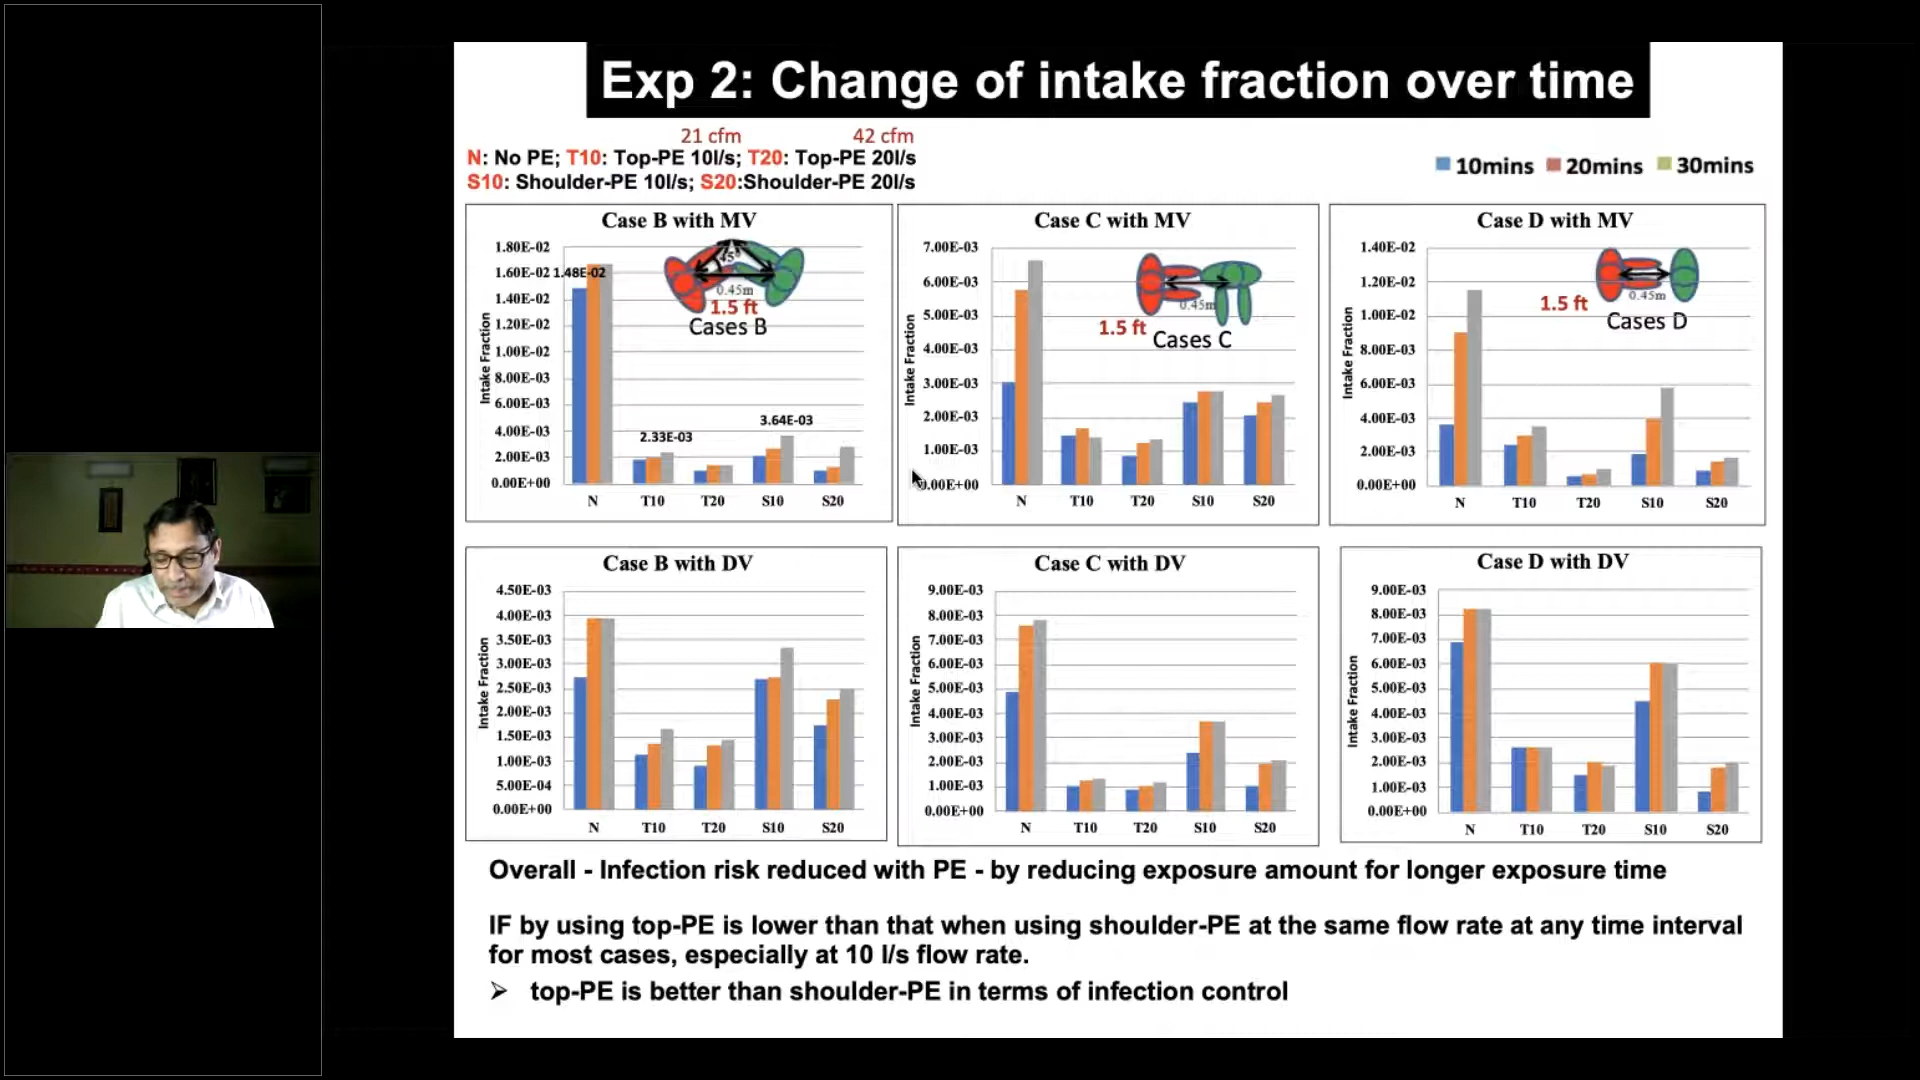 Exp 2: Change of intake fraction over time
21 cfm 42 cfm
N: No PE; T10: Top-PE 10l/s; T20: Top-PE 20l/s
S10: Shoulder-PE 10l/s; S20:Shoulder-PE 20l/s
10mins 20mins 30mins
Case B with MV
1.80E-02
1.60E-02
1.40E-02
1.20E-02
1.00E-02
8.00E-03
6.00E-03
4.00E-03
2.00E-03
0.00E+00
Intake Fraction
1.48E-02
2.33E-03
3.64E-03
45°
0.45m
1.5 ft
Cases B
N T10 T20 S10 S20
Case C with MV
7.00E-03
6.00E-03
5.00E-03
4.00E-03
3.00E-03
2.00E-03
1.00E-03
0.00E+00
Intake Fraction
0.45m
1.5 ft
Cases C
N T10 T20 S10 S20
Case D with MV
1.40E-02
1.20E-02
1.00E-02
8.00E-03
6.00E-03
4.00E-03
2.00E-03
0.00E+00
Intake Fraction
0.45m
1.5 ft
Cases D
N T10 T20 S10 S20
Case B with DV
4.50E-03
4.00E-03
3.50E-03
3.00E-03
2.50E-03
2.00E-03
1.50E-03
1.00E-03
5.00E-04
0.00E+00
Intake Fraction
N T10 T20 S10 S20
Case C with DV
9.00E-03
8.00E-03
7.00E-03
6.00E-03
5.00E-03
4.00E-03
3.00E-03
2.00E-03
1.00E-03
0.00E+00
Intake Fraction
N T10 T20 S10 S20
Case D with DV
9.00E-03
8.00E-03
7.00E-03
6.00E-03
5.00E-03
4.00E-03
3.00E-03
2.00E-03
1.00E-03
0.00E+00
Intake Fraction
N T10 T20 S10 S20
Overall - Infection risk reduced with PE - by reducing exposure amount for longer exposure time
IF by using top-PE is lower than that when using shoulder-PE at the same flow rate at any time interval
for most cases, especially at 10 l/s flow rate.
➢ top-PE is better than shoulder-PE in terms of infection control